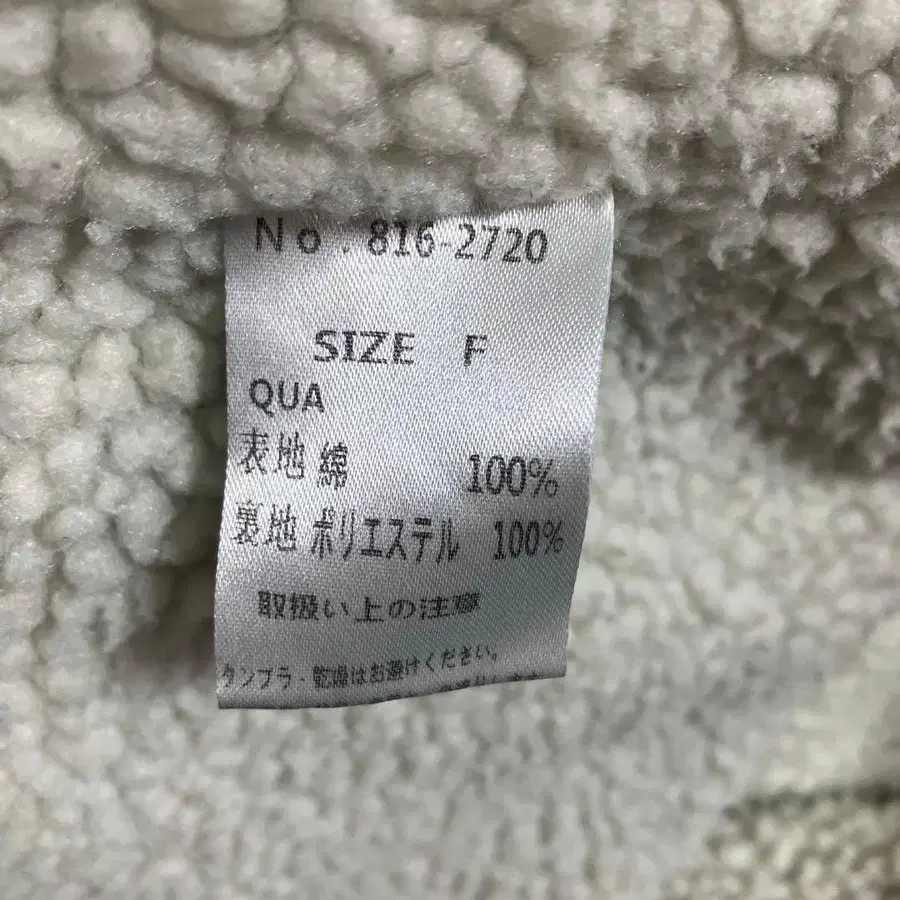 No.816-2720
SIZE F
QUA
表地 綿 100%
裏地 ポリエステル 100%
取扱い上の注意
タンブラ・乾燥はお避けください。